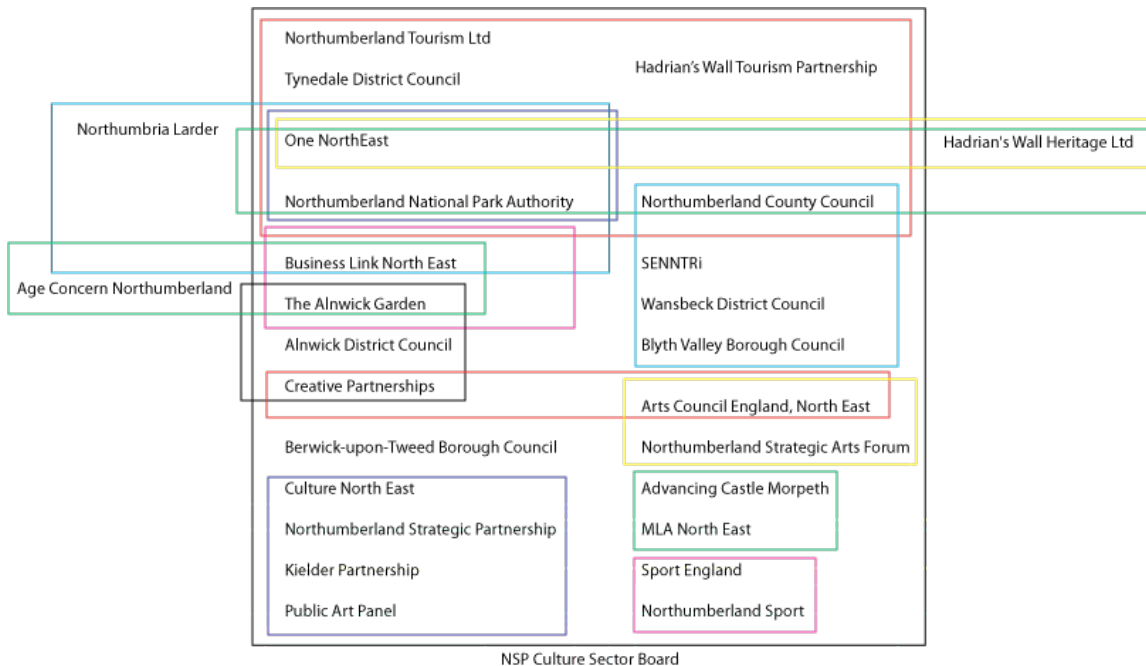 Northumberland Tourism Ltd
Hadrian’s Wall Tourism Partnership
Tynedale District Council
Northumbria Larder
One NorthEast
Hadrian's Wall Heritage Ltd
Northumberland National Park Authority
Northumberland County Council
Business Link North East
SENNTRi
Age Concern Northumberland
The Alnwick Garden
Wansbeck District Council
Alnwick District Council
Blyth Valley Borough Council
Creative Partnerships
Arts Council England, North East
Berwick-upon-Tweed Borough Council
Northumberland Strategic Arts Forum
Culture North East
Advancing Castle Morpeth
Northumberland Strategic Partnership
MLA North East
Kielder Partnership
Sport England
Public Art Panel
Northumberland Sport
NSP Culture Sector Board